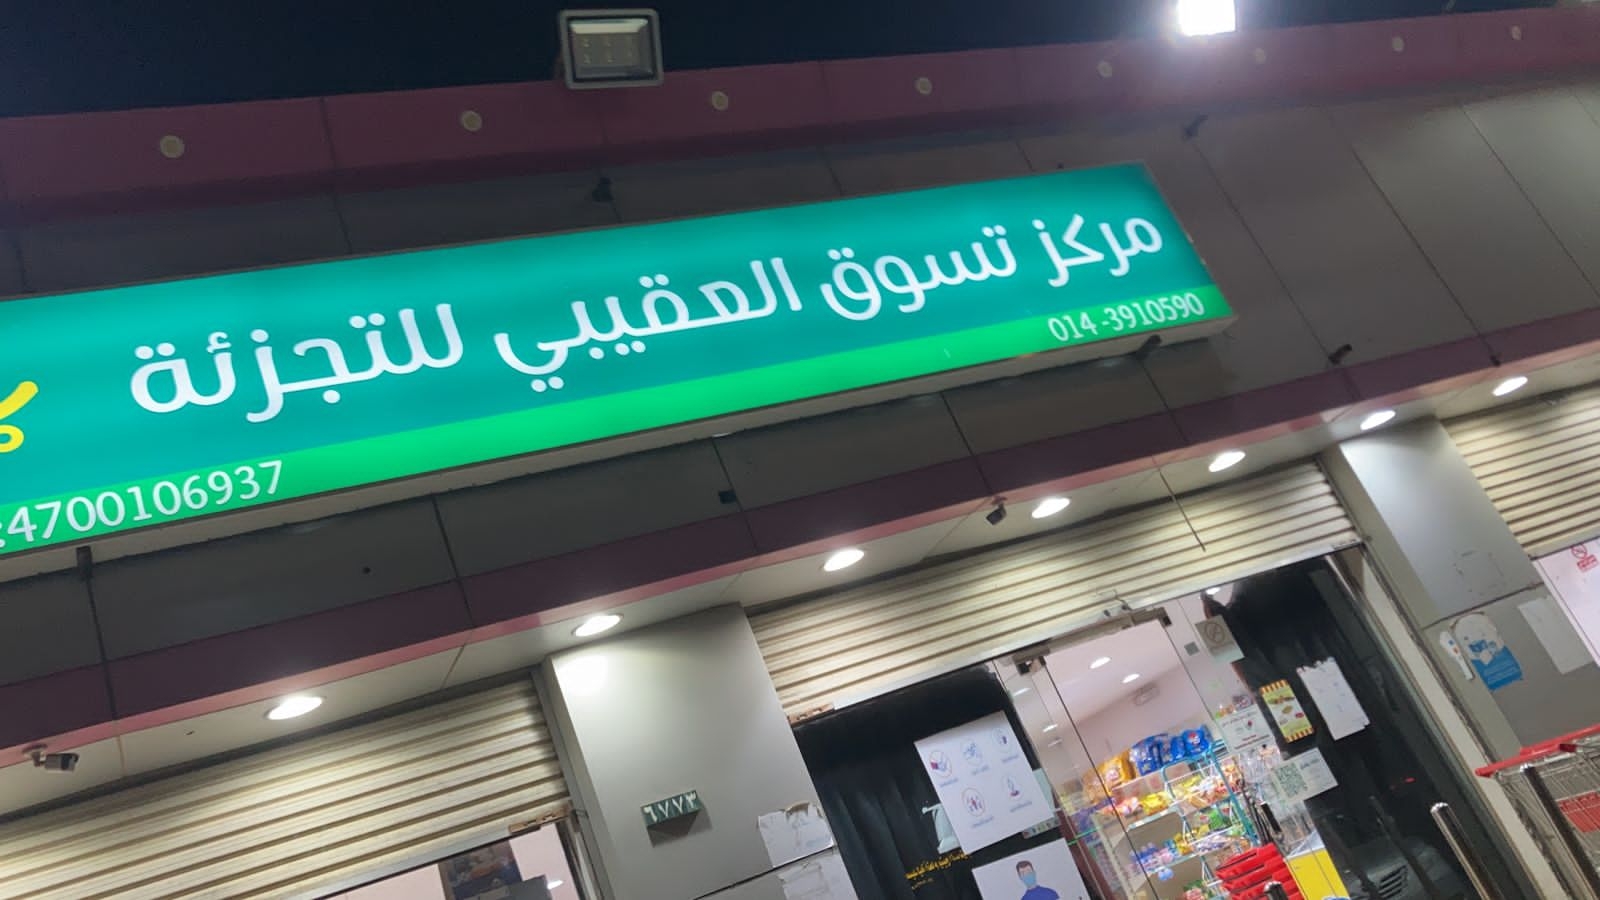 مركز تسوق العقيبي للتجزئة
014-3910590
:4700106937
٦٧٧٣